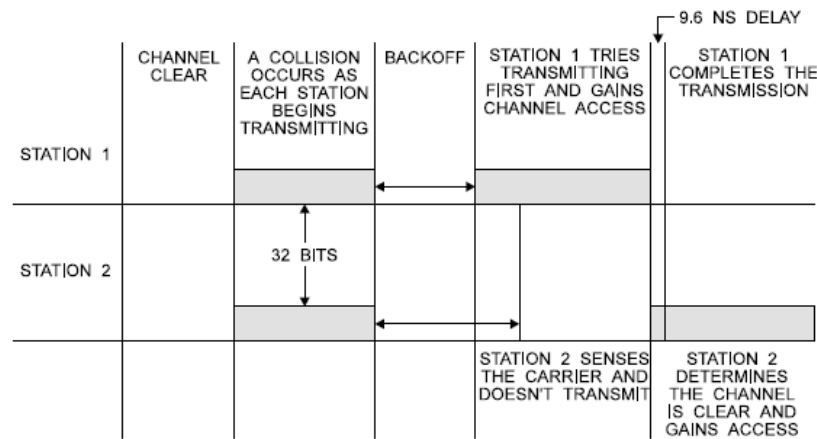 9.6 NS DELAY
CHANNEL
CLEAR
A COLLISION
OCCURS AS
EACH STATION
BEGINS
TRANSMITTING
BACKOFF
STATION 1 TRIES
TRANSMITTING
FIRST AND GAINS
CHANNEL ACCESS
STATION 1
COMPLETES THE
TRANSMISSION
STATION 1
32 BITS
STATION 2
STATION 2 SENSES
THE CARRIER AND
DOESN'T TRANSMIT
STATION 2
DETERMINES
THE CHANNEL
IS CLEAR AND
GAINS ACCESS